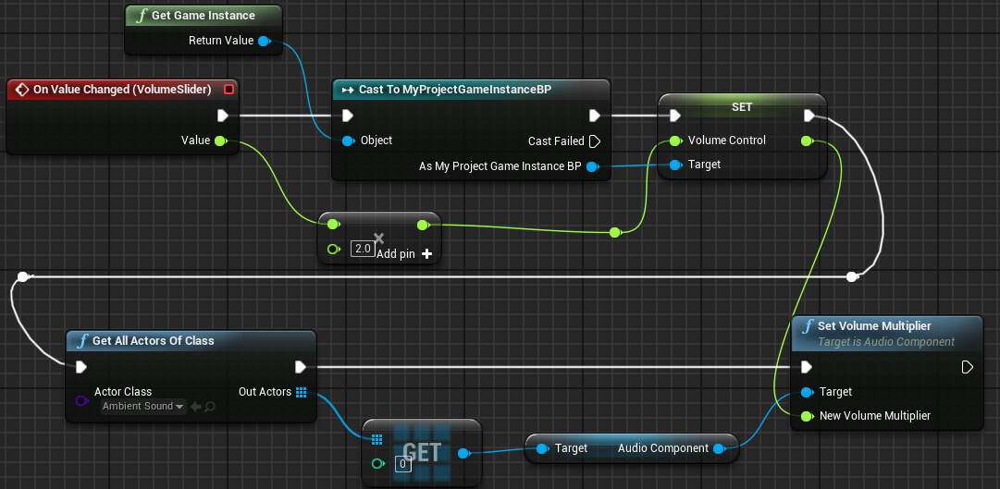 Get Game Instance
Return Value
On Value Changed (VolumeSlider)
Value
Cast To MyProjectGameInstanceBP
Object
Cast Failed
As My Project Game Instance BP
SET
Volume Control
Target
2.0
Add pin
Get All Actors Of Class
Actor Class
Ambient Sound
Out Actors
GET
0
Target
Audio Component
Set Volume Multiplier
Target is Audio Component
Target
New Volume Multiplier